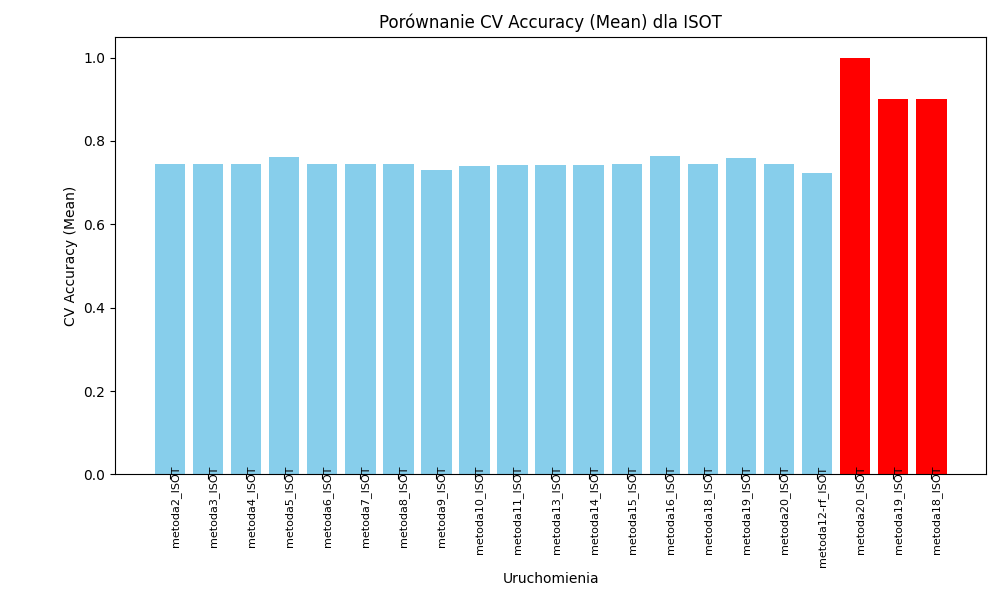 Porównanie CV Accuracy (Mean) dla ISOT
CV Accuracy (Mean)
1.0
0.8
0.6
0.4
0.2
0.0
metoda2_ISOT
metoda3_ISOT
metoda4_ISOT
metoda5_ISOT
metoda6_ISOT
metoda7_ISOT
metoda8_ISOT
metoda9_ISOT
metoda10_ISOT
metoda11_ISOT
metoda13_ISOT
metoda14_ISOT
metoda15_ISOT
metoda16_ISOT
metoda18_ISOT
metoda19_ISOT
metoda20_ISOT
metoda12-rf_ISOT
metoda20_ISOT
metoda19_ISOT
metoda18_ISOT
Uruchomienia